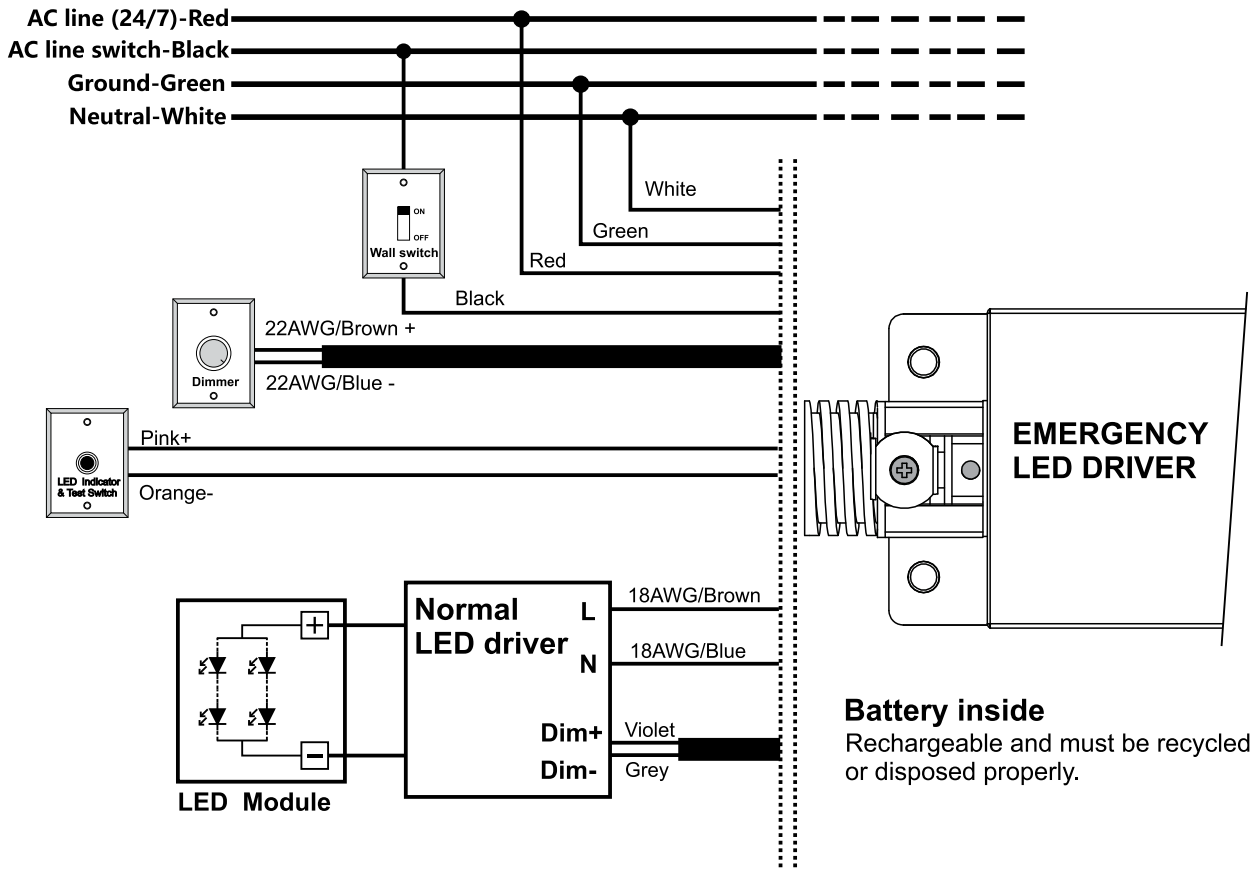 AC line (24/7)-Red
AC line switch-Black
Ground-Green
Neutral-White
White
Green
Red
Black
ON
OFF
Wall switch
22AWG/Brown +
22AWG/Blue -
Dimmer
Pink+
Orange-
LED Indicator
& Test Switch
EMERGENCY
LED DRIVER
Normal
LED driver
L
N
18AWG/Brown
18AWG/Blue
Dim+
Dim-
Violet
Grey
+
−
LED Module
Battery inside
Rechargeable and must be recycled
or disposed properly.